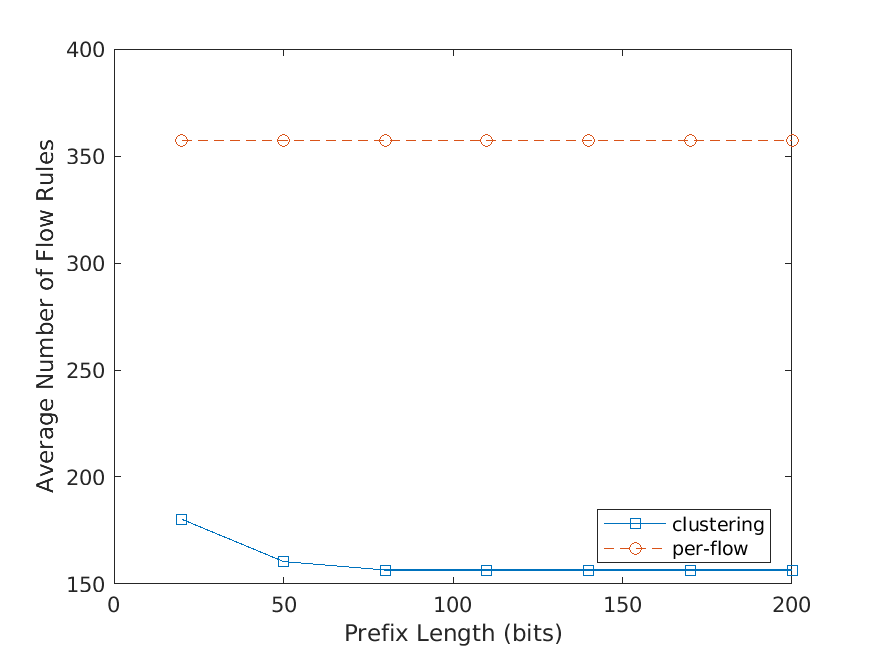 400
350
300
250
200
150
Average Number of Flow Rules
clustering
per-flow
0 50 100 150 200
Prefix Length (bits)